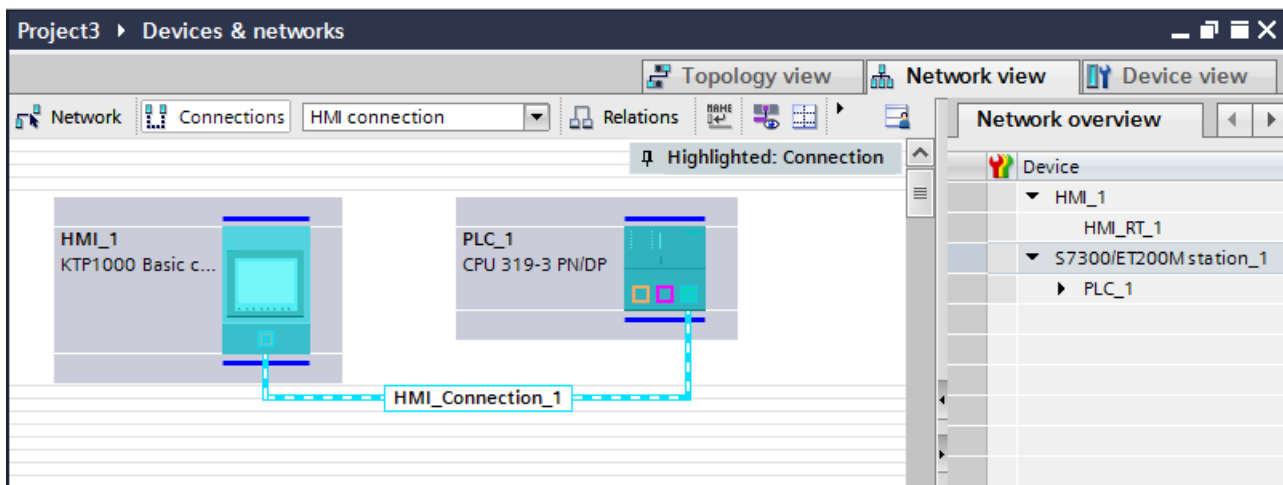 Project3 ▸ Devices & networks
Topology view
Network view
Device view
Network
Connections
HMI connection
Relations
NAME
Network overview
Highlighted: Connection
Device
HMI_1
HMI_RT_1
S7300/ET200M station_1
PLC_1
HMI_1
KTP1000 Basic c...
PLC_1
CPU 319-3 PN/DP
HMI_Connection_1